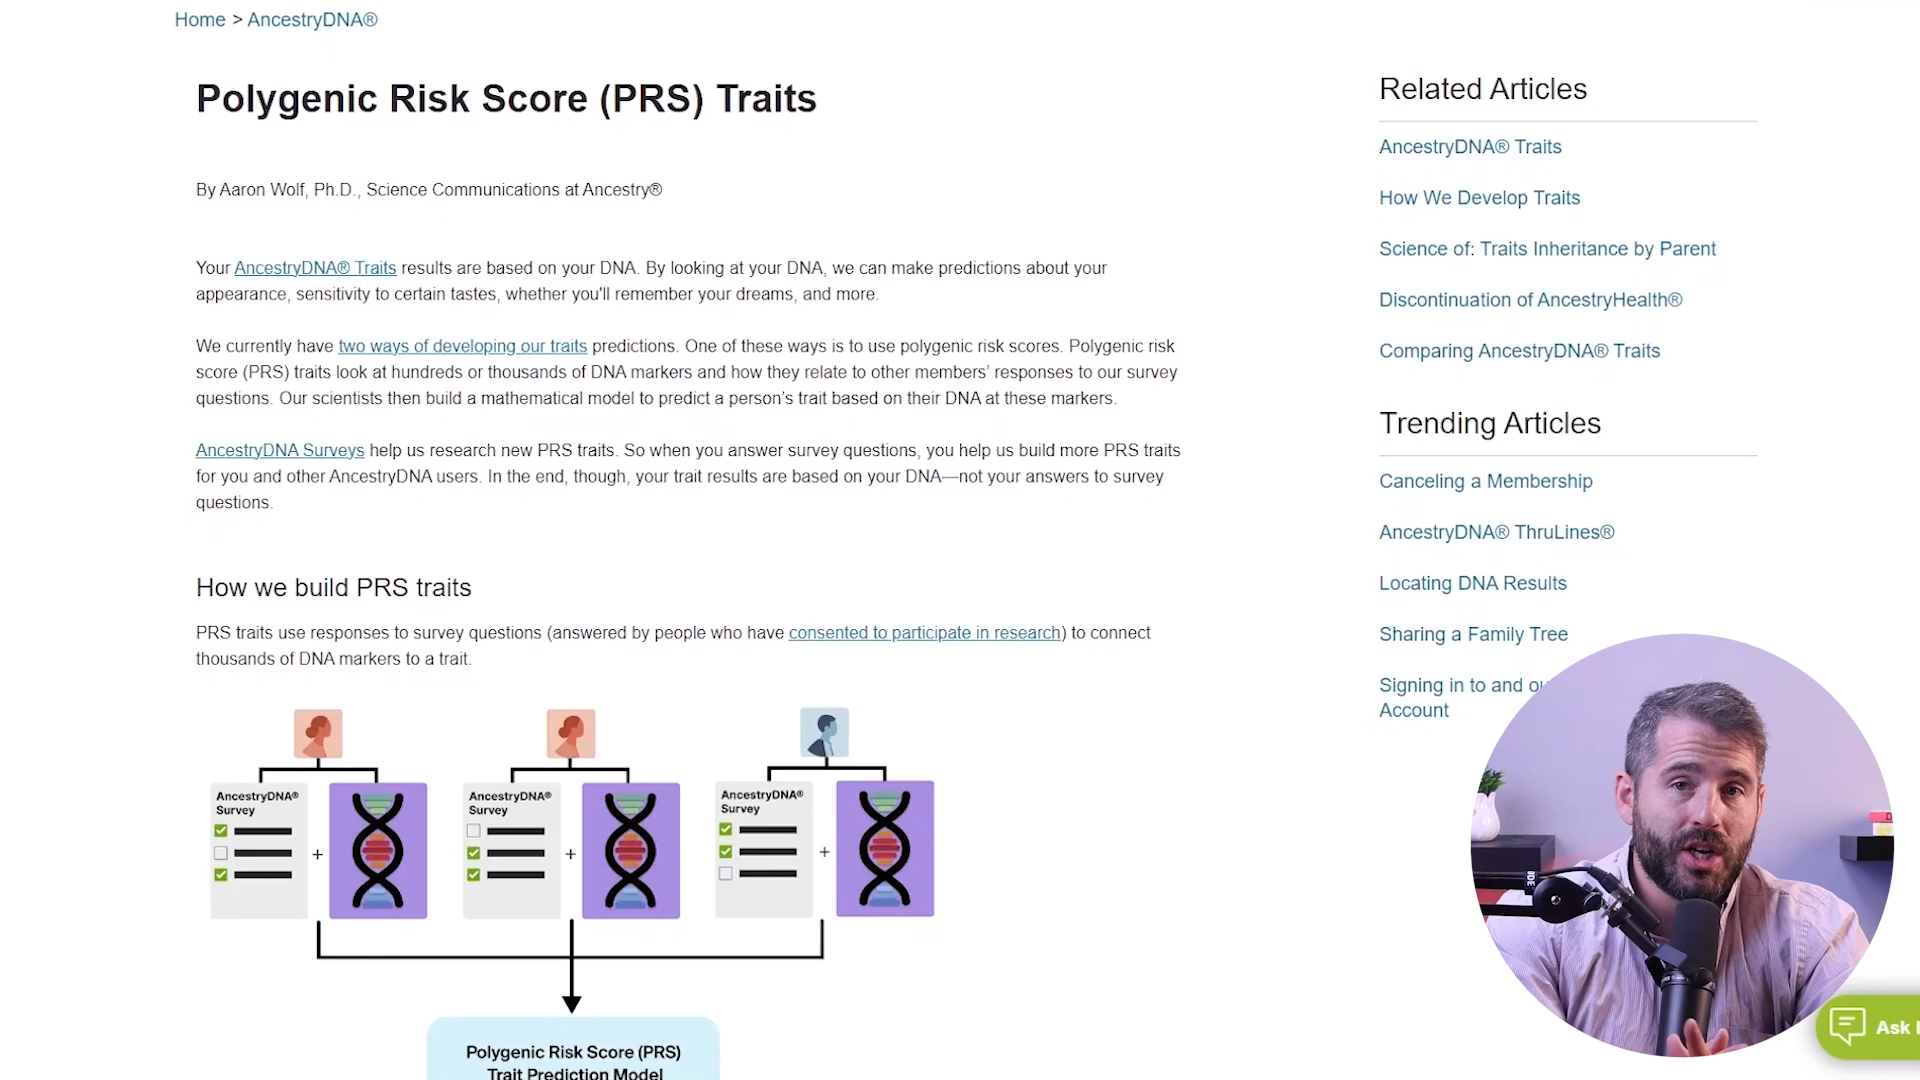 Home > AncestryDNA®
Polygenic Risk Score (PRS) Traits
By Aaron Wolf, Ph.D., Science Communications at Ancestry®
Your AncestryDNA® Traits results are based on your DNA. By looking at your DNA, we can make predictions about your
appearance, sensitivity to certain tastes, whether you'll remember your dreams, and more.
We currently have two ways of developing our traits predictions. One of these ways is to use polygenic risk scores. Polygenic risk
score (PRS) traits look at hundreds or thousands of DNA markers and how they relate to other members’ responses to our survey
questions. Our scientists then build a mathematical model to predict a person’s trait based on their DNA at these markers.
AncestryDNA Surveys help us research new PRS traits. So when you answer survey questions, you help us build more PRS traits
for you and other AncestryDNA users. In the end, though, your trait results are based on your DNA—not your answers to survey
questions.
How we build PRS traits
PRS traits use responses to survey questions (answered by people who have consented to participate in research) to connect
thousands of DNA markers to a trait.
AncestryDNA®
Survey
+
AncestryDNA®
Survey
+
AncestryDNA®
Survey
+
Polygenic Risk Score (PRS)
Trait Prediction Model
Related Articles
AncestryDNA® Traits
How We Develop Traits
Science of: Traits Inheritance by Parent
Discontinuation of AncestryHealth®
Comparing AncestryDNA® Traits
Trending Articles
Canceling a Membership
AncestryDNA® ThruLines®
Locating DNA Results
Sharing a Family Tree
Signing in to and
Account
Ask